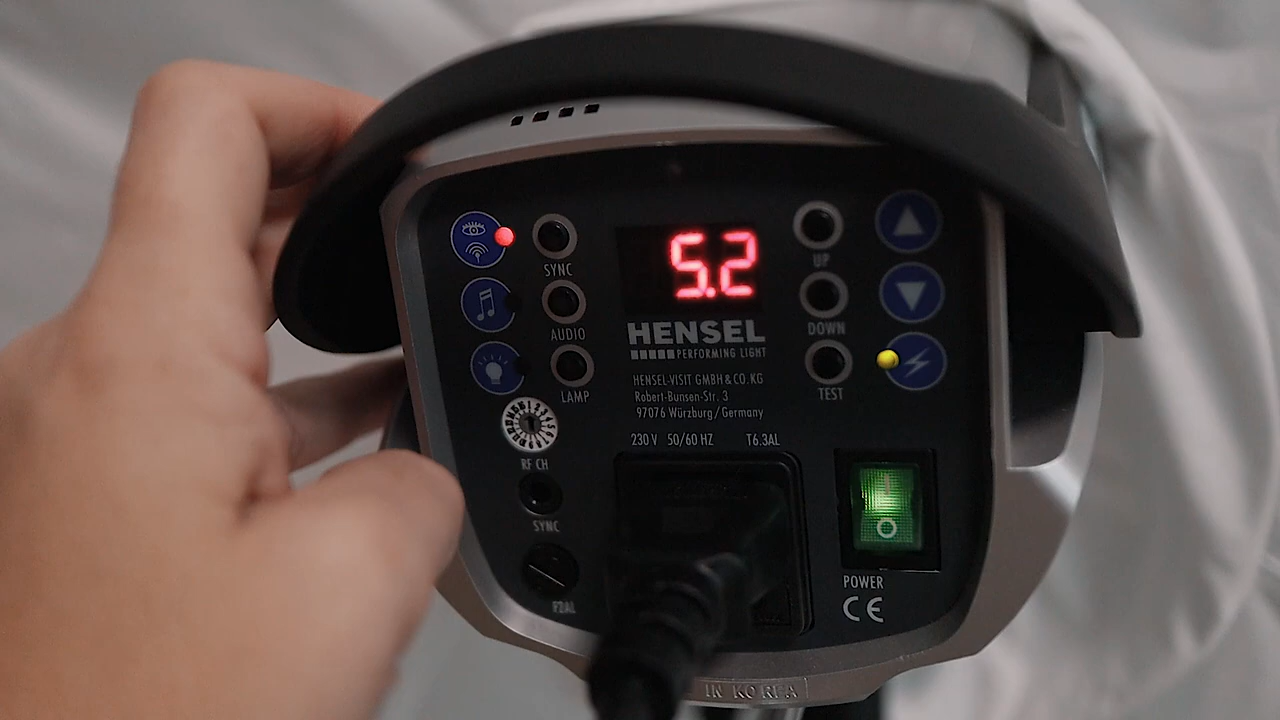 5.2
SYNC
UP
AUDIO
DOWN
LAMP
TEST
HENSEL
PERFORMING LIGHT
HENSEL-VISIT GMBH & CO. KG
Robert-Bunsen-Str. 3
97076 Würzburg / Germany
230 V 50/60 HZ T6.3AL
RF CH
SYNC
F2AL
I
O
POWER
CE
IN KOREA